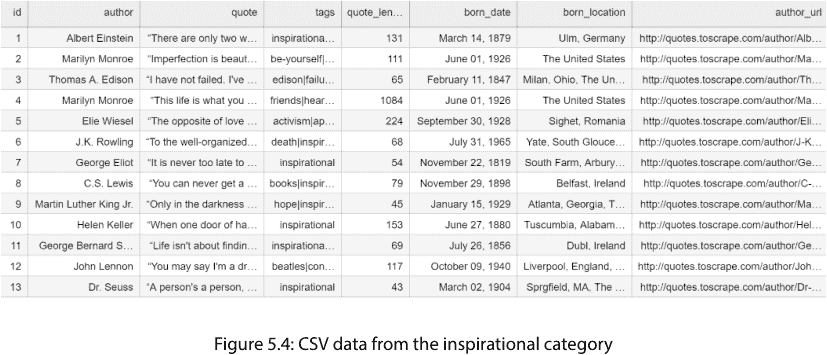 id author quote tags quote_len... born_date born_location author_url
1 Albert Einstein “There are only two w... inspirationa... 131 March 14, 1879 Ulm, Germany http://quotes.toscrape.com/author/Alb...
2 Marilyn Monroe “Imperfection is beaut... be-yourself|... 111 June 01, 1926 The United States http://quotes.toscrape.com/author/Ma...
3 Thomas A. Edison “I have not failed. I've ... edison|failu... 65 February 11, 1847 Milan, Ohio, The Un... http://quotes.toscrape.com/author/Th...
4 Marilyn Monroe “This life is what you ... friends|hear... 1084 June 01, 1926 The United States http://quotes.toscrape.com/author/Ma...
5 Elie Wiesel “The opposite of love ... activism|ap... 224 September 30, 1928 Sighet, Romania http://quotes.toscrape.com/author/Eli...
6 J.K. Rowling “To the well-organized... death|inspir... 68 July 31, 1965 Yate, South Glouce... http://quotes.toscrape.com/author/J-K...
7 George Eliot “It is never too late to ... inspirational 54 November 22, 1819 South Farm, Arbury... http://quotes.toscrape.com/author/Ge...
8 C.S. Lewis “You can never get a ... books|inspir... 79 November 29, 1898 Belfast, Ireland http://quotes.toscrape.com/author/C-...
9 Martin Luther King Jr. “Only in the darkness ... hope|inspir... 45 January 15, 1929 Atlanta, Georgia, T... http://quotes.toscrape.com/author/Ma...
10 Helen Keller “When one door of ha... inspirational 153 June 27, 1880 Tuscumbia, Alabam... http://quotes.toscrape.com/author/Hel...
11 George Bernard S... “Life isn't about findin... inspirationa... 69 July 26, 1856 Dubl, Ireland http://quotes.toscrape.com/author/Ge...
12 John Lennon “You may say I'm a dr... beatles|con... 117 October 09, 1940 Liverpool, England, ... http://quotes.toscrape.com/author/Joh...
13 Dr. Seuss “A person's a person, ... inspirational 43 March 02, 1904 Sprgfield, MA, The ... http://quotes.toscrape.com/author/Dr-...
Figure 5.4: CSV data from the inspirational category